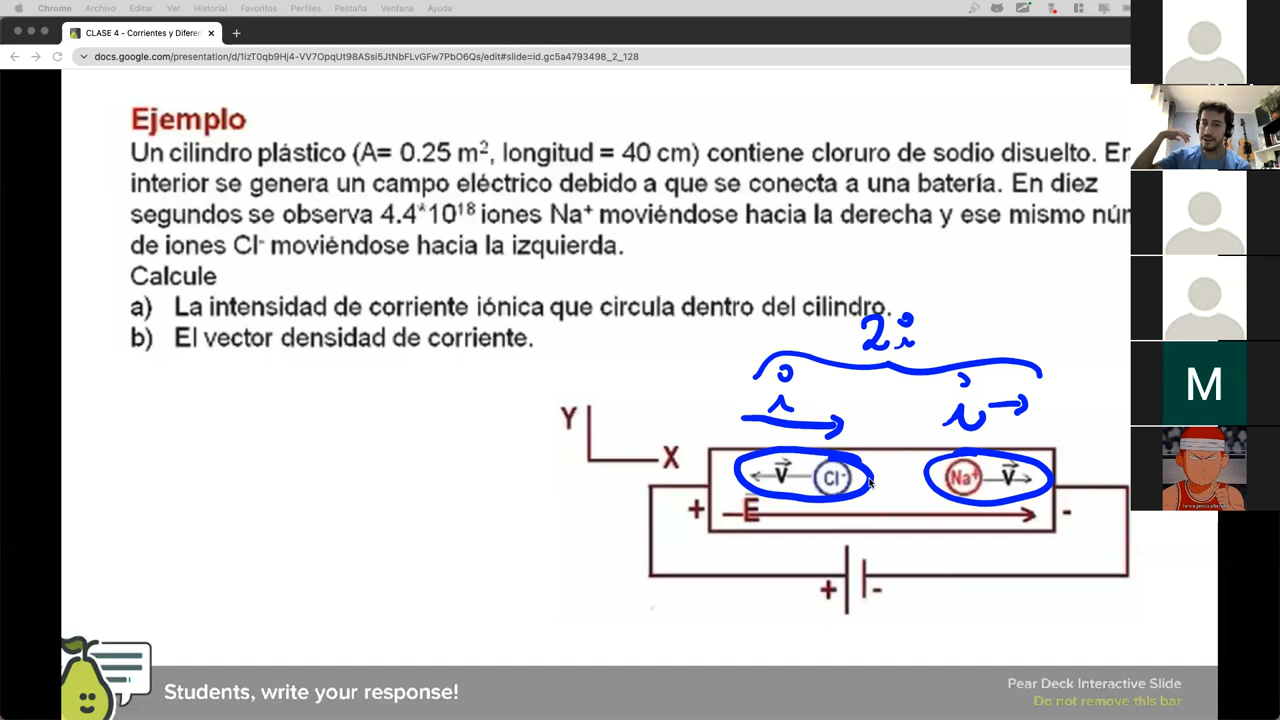 Chrome Archivo Editar Ver Historial Favoritos Perfiles Pestaña Ventana Ayuda
CLASE 4 - Corrientes y Diferen
docs.google.com/presentation/d/1izT0qb9Hj4-VV7OpqUt98ASsi5JtNbFLvGFw7PbO6Qs/edit#slide=id.gc5a4793498_2_128
Ejemplo
Un cilindro plástico (A= 0.25 m², longitud = 40 cm) contiene cloruro de sodio disuelto. En
interior se genera un campo eléctrico debido a que se conecta a una batería. En diez
segundos se observa 4.4*10¹⁸ iones Na⁺ moviéndose hacia la derecha y ese mismo nún
de iones Cl⁻ moviéndose hacia la izquierda.
Calcule
a) La intensidad de corriente iónica que circula dentro del cilindro.
b) El vector densidad de corriente.
2i
i i
Y
X
V Cl⁻ Na⁺ V
+ E -
+ -
M
Students, write your response!
Pear Deck Interactive Slide
Do not remove this bar